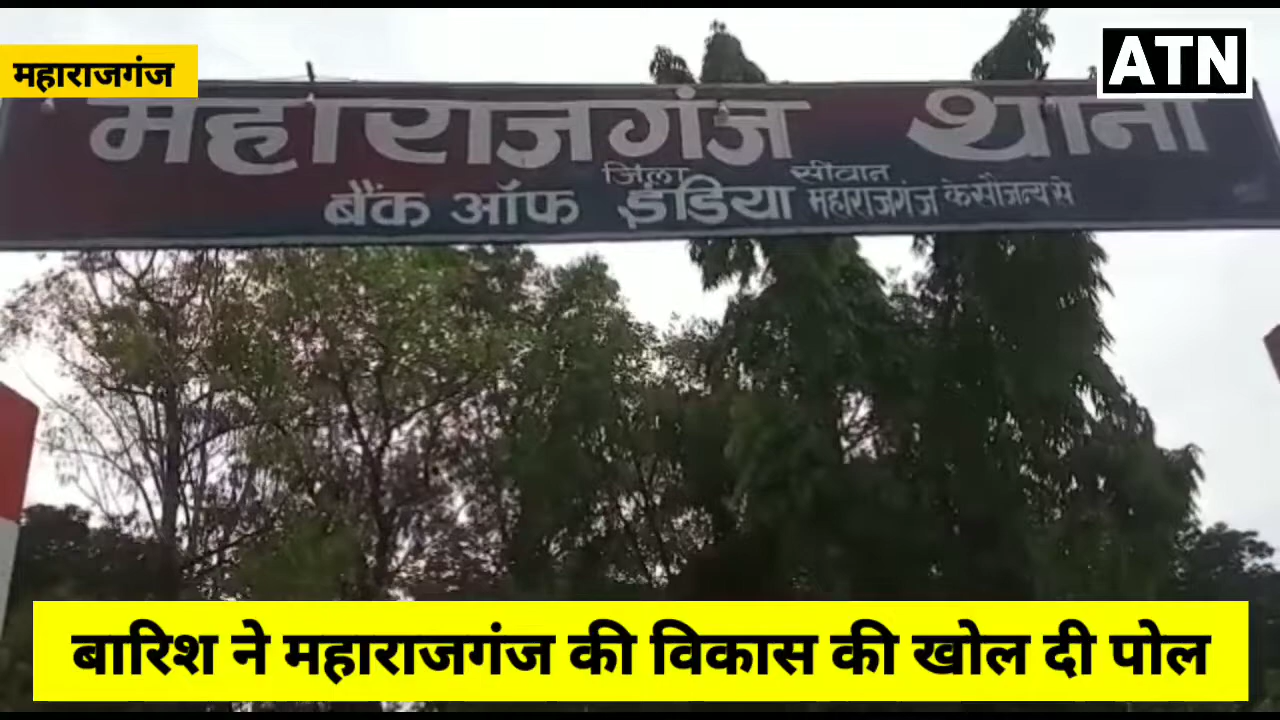 महाराजगंज
ATN
महाराजगंज थाना
जिला सीवान
बैंक ऑफ इंडिया महाराजगंज के सौजन्य से
बारिश ने महाराजगंज की विकास की खोल दी पोल